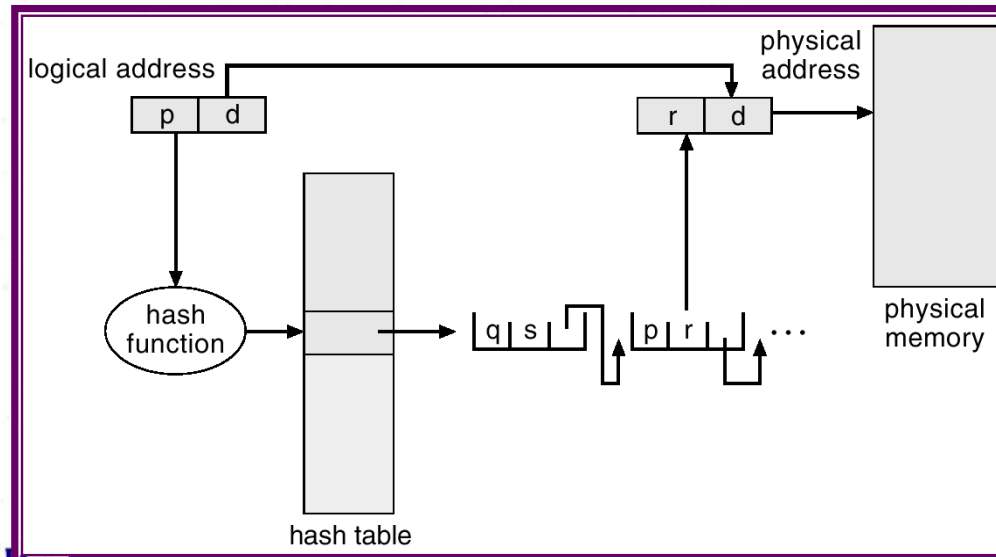 logical address
physical
address
p d
r d
hash
function
q s
p r
...
physical
memory
hash table